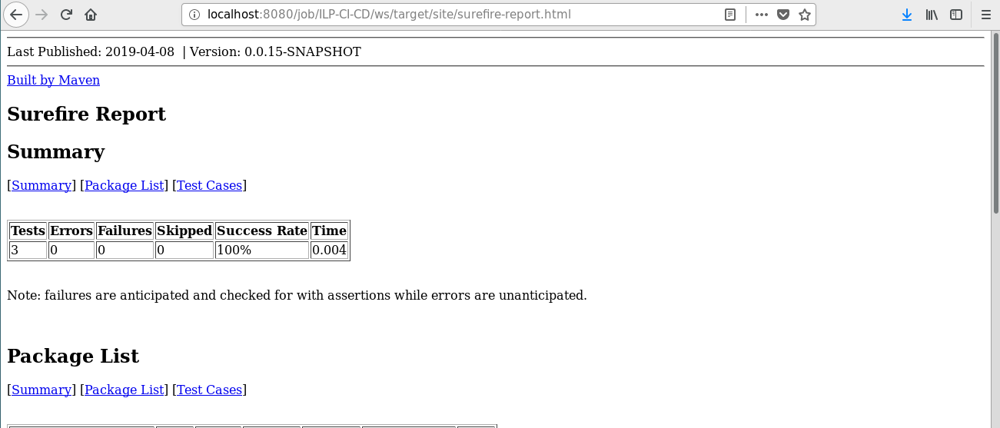 localhost:8080/job/ILP-CI-CD/ws/target/site/surefire-report.html
Last Published: 2019-04-08 | Version: 0.0.15-SNAPSHOT
Built by Maven
Surefire Report
Summary
[Summary] [Package List] [Test Cases]
Tests Errors Failures Skipped Success Rate Time
3 0 0 0 100% 0.004
Note: failures are anticipated and checked for with assertions while errors are unanticipated.
Package List
[Summary] [Package List] [Test Cases]